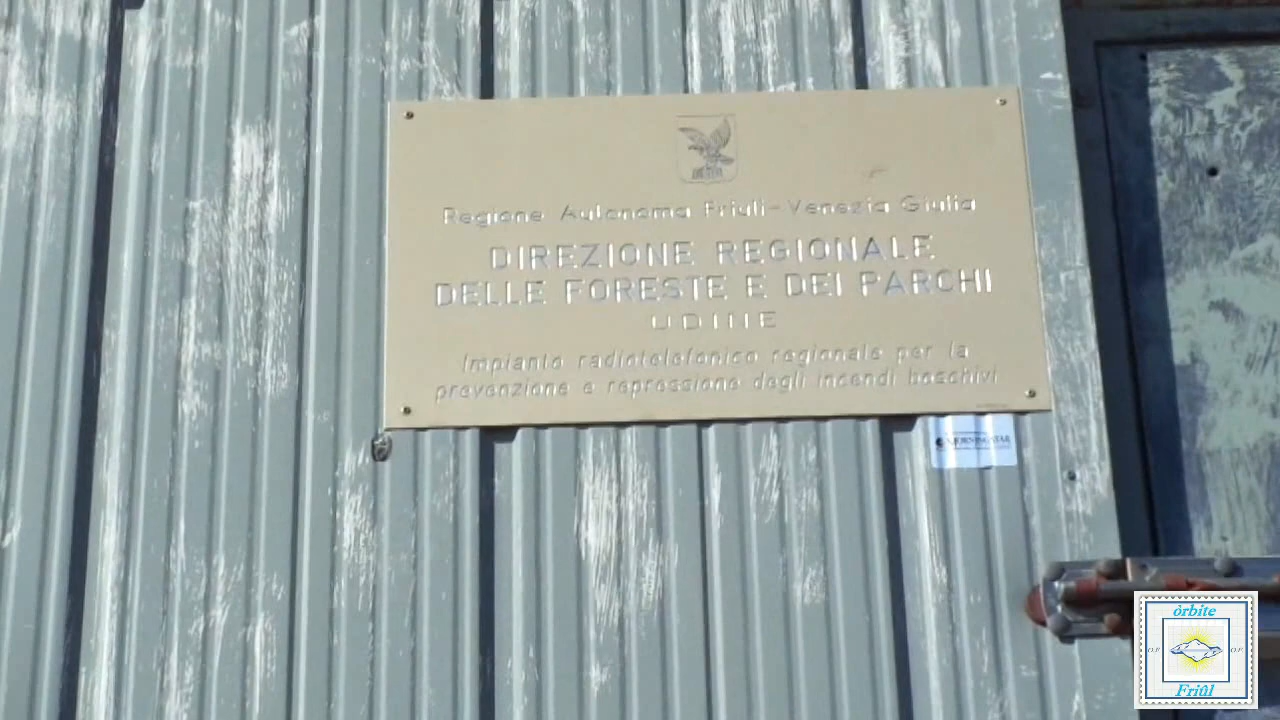 Regione Autonoma Friuli-Venezia Giulia
DIREZIONE REGIONALE
DELLE FORESTE E DEI PARCHI
UDINE
Impianto radiotelefonico regionale per la
prevenzione e repressione degli incendi boschivi
MORNINGSTAR
òrbite
O.F. O.F.
Friûl